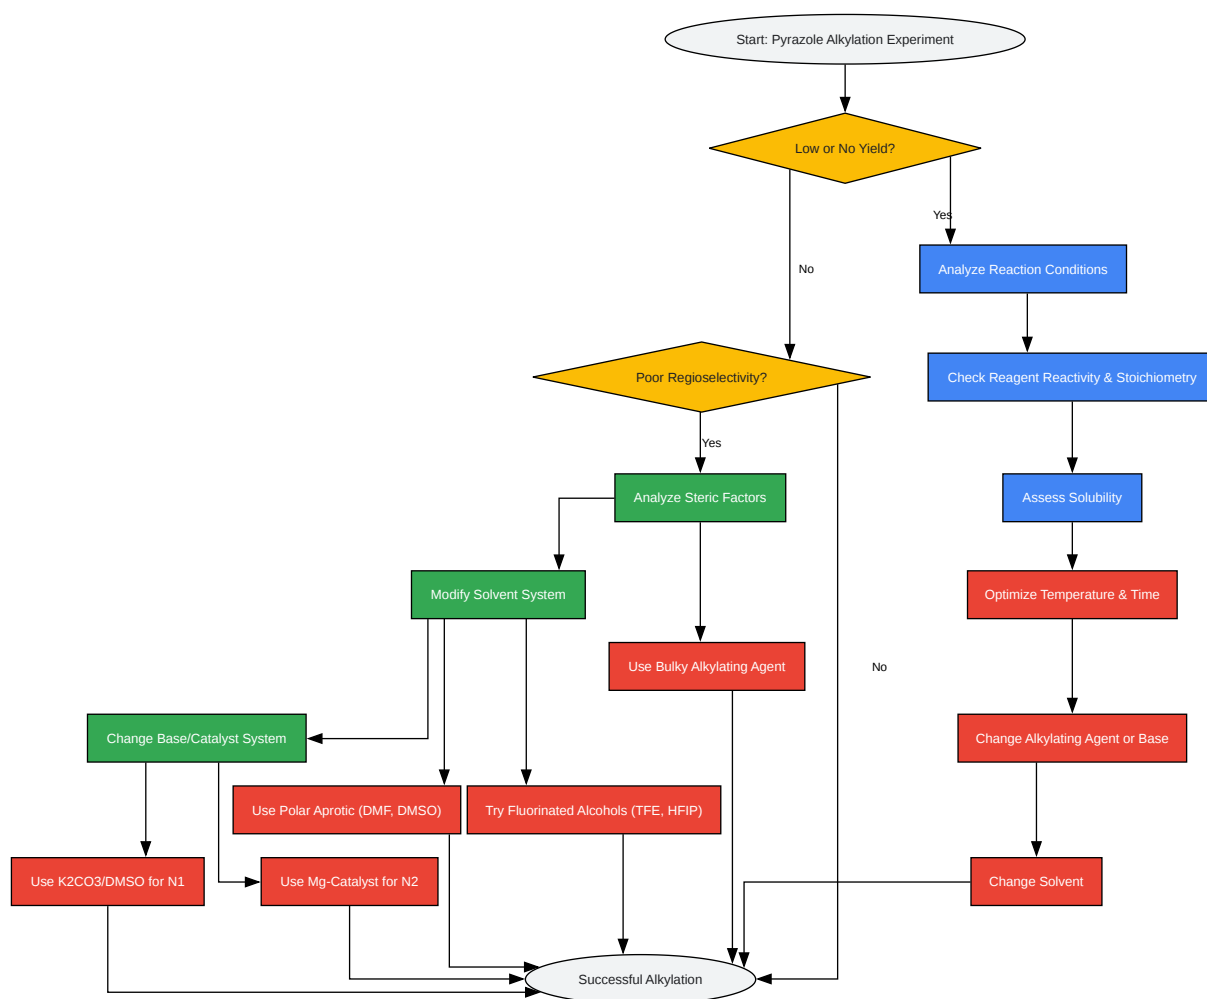 Start: Pyrazole Alkylation Experiment
Low or No Yield?
Yes
No
Analyze Reaction Conditions
Poor Regioselectivity?
Check Reagent Reactivity & Stoichiometry
Yes
Analyze Steric Factors
Assess Solubility
Modify Solvent System
Optimize Temperature & Time
Use Bulky Alkylating Agent
No
Change Base/Catalyst System
Change Alkylating Agent or Base
Use Polar Aprotic (DMF, DMSO)
Try Fluorinated Alcohols (TFE, HFIP)
Use K2CO3/DMSO for N1
Use Mg-Catalyst for N2
Change Solvent
Successful Alkylation